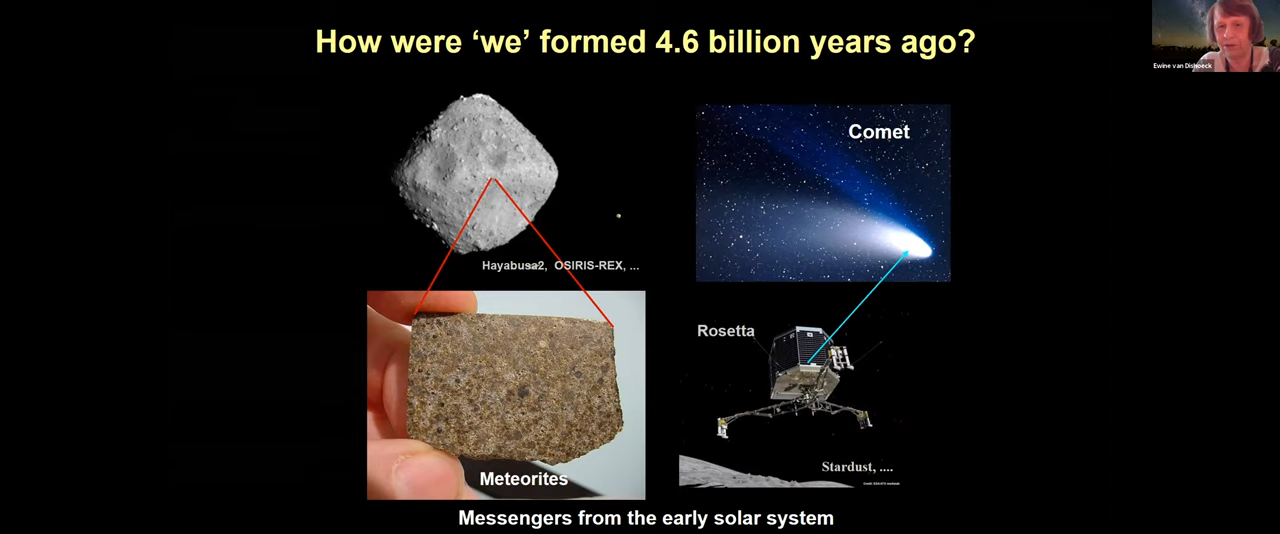 How were ‘we’ formed 4.6 billion years ago?
Ewine van Dishoeck
Comet
Hayabusa2, OSIRIS-REX, ...
Rosetta
Stardust, ....
Meteorites
Messengers from the early solar system